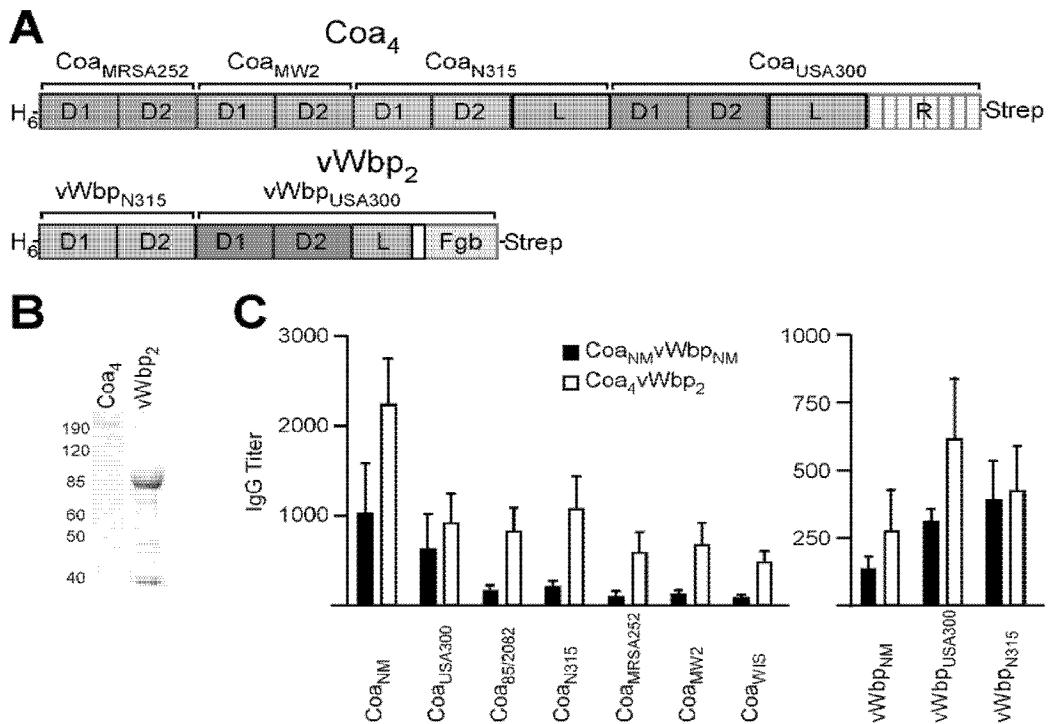 A
Coa4
CoaMRSA252 CoaMW2 CoaN315 CoaUSA300
H6- D1 D2 D1 D2 D1 D2 L D1 D2 L R -Strep
vWbp2
vWbpN315 vWbpUSA300
H6- D1 D2 D1 D2 L Fgb -Strep
B
Coa4 vWbp2
190
120
85
60
50
40
C
IgG Titer
3000
2000
1000
CoaNMvWbpNM
Coa4vWbp2
CoaNM CoaUSA300 Coa85/2082 CoaN315 CoaMRSA252 CoaMW2 CoaWIS
1000
750
500
250
vWbpNM vWbpUSA300 vWbpN315